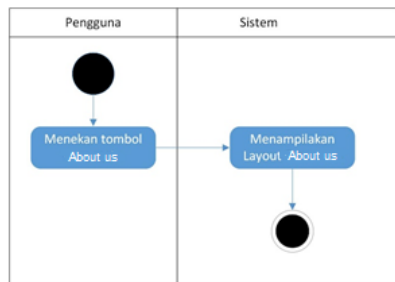 Pengguna
Sistem
Menekan tombol
About us
Menampilakan
Layout About us